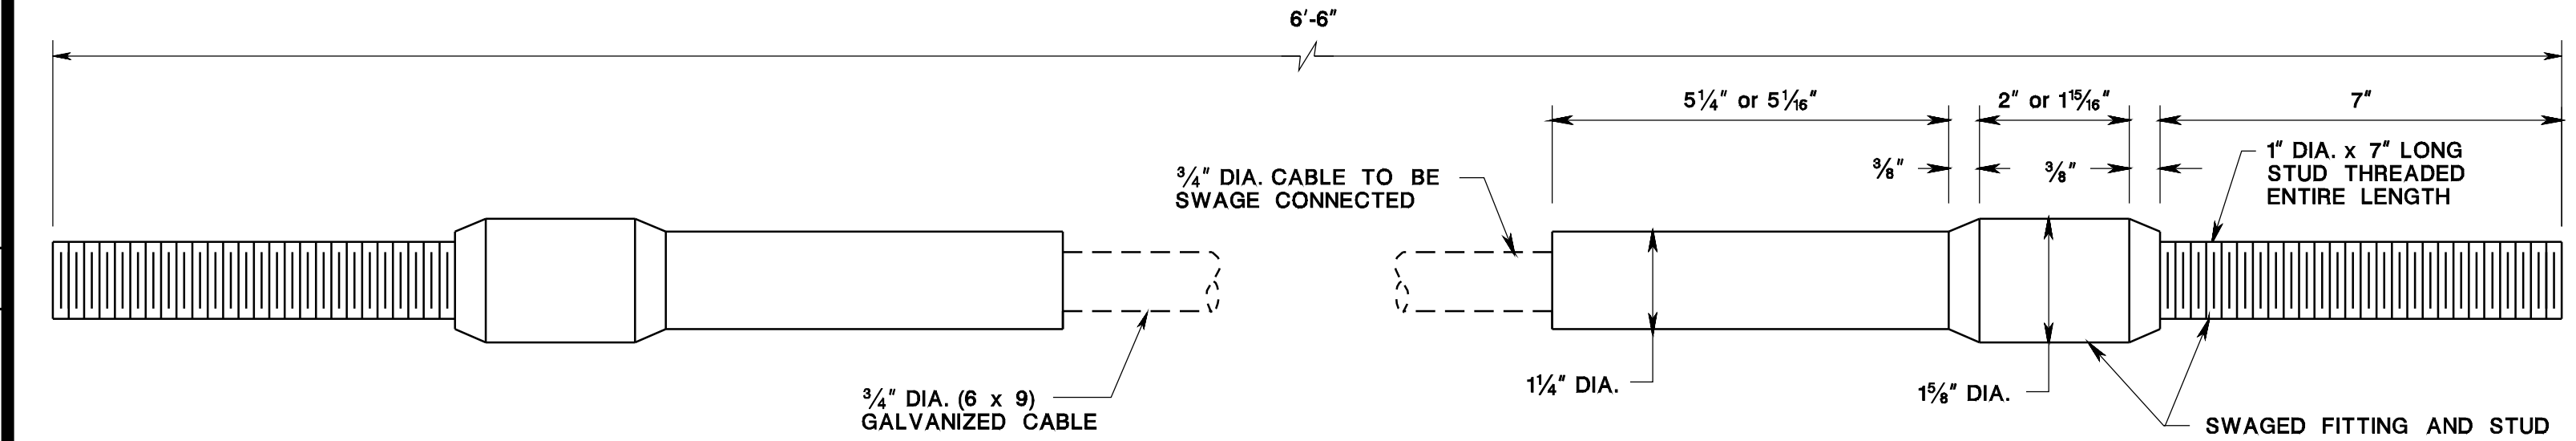 6'-6"
5¼" or 5⅟16" 2" or 1 15⁄16" 7"
⅜" ⅜"
1" DIA. x 7" LONG
STUD THREADED
ENTIRE LENGTH
¾" DIA. CABLE TO BE
SWAGE CONNECTED
1¼" DIA.
1⅝" DIA.
¾" DIA. (6 x 9)
GALVANIZED CABLE
SWAGED FITTING AND STUD